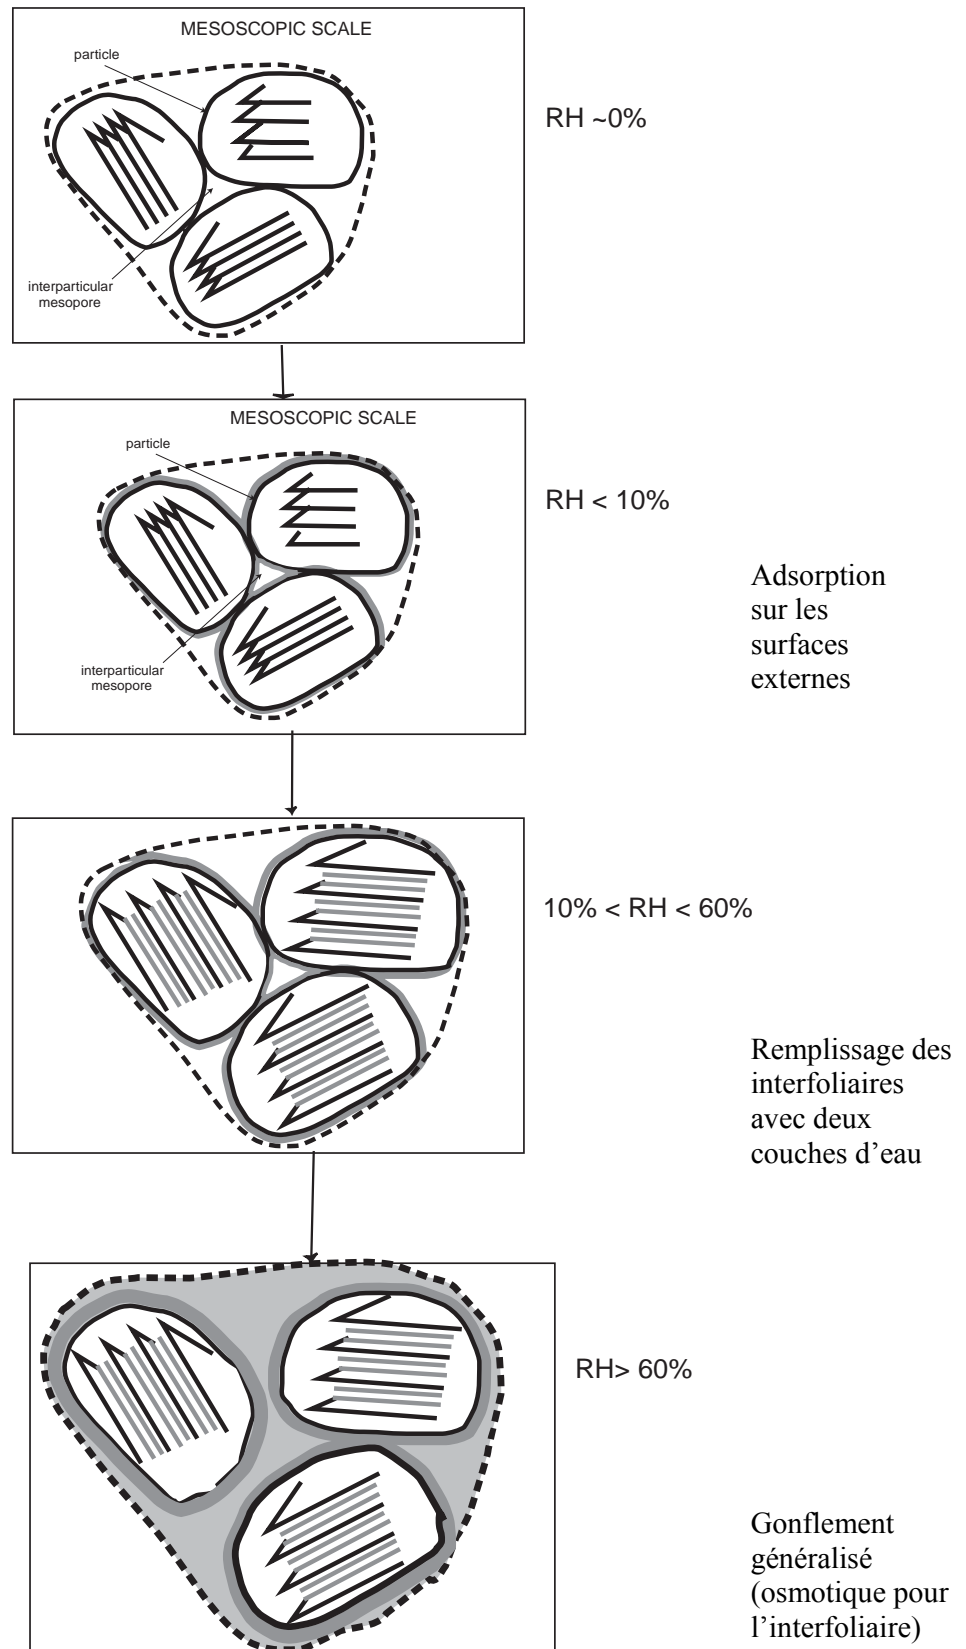 MESOSCOPIC SCALE
particle
RH ~0%
interparticular
mesopore
MESOSCOPIC SCALE
particle
RH < 10%
Adsorption
sur les
surfaces
externes
interparticular
mesopore
10% < RH < 60%
Remplissage des
interfoliaires
avec deux
couches d'eau
RH> 60%
Gonflement
généralisé
(osmotique pour
l'interfoliaire)